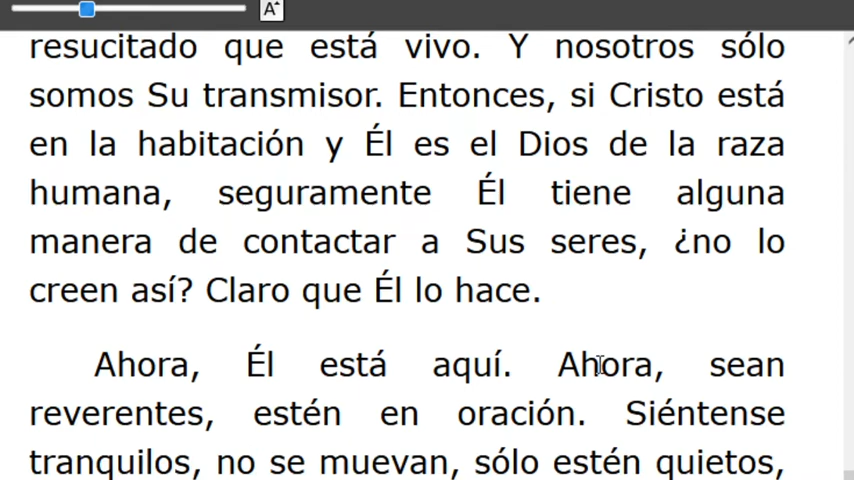 A
resucitado que está vivo. Y nosotros sólo
somos Su transmisor. Entonces, si Cristo está
en la habitación y Él es el Dios de la raza
humana, seguramente Él tiene alguna
manera de contactar a Sus seres, ¿no lo
creen así? Claro que Él lo hace.
Ahora, Él está aquí. Ahora, sean
reverentes, estén en oración. Siéntense
tranquilos, no se muevan, sólo estén quietos,